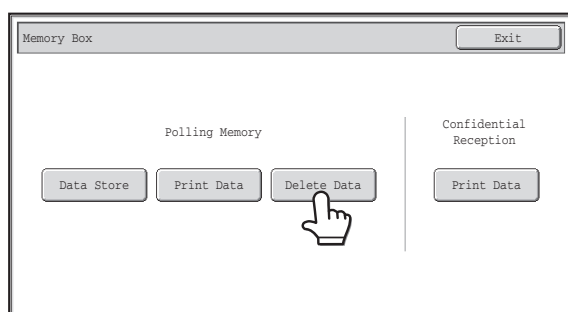 Memory Box
Exit
Polling Memory
Confidential
Reception
Data Store
Print Data
Delete Data
Print Data